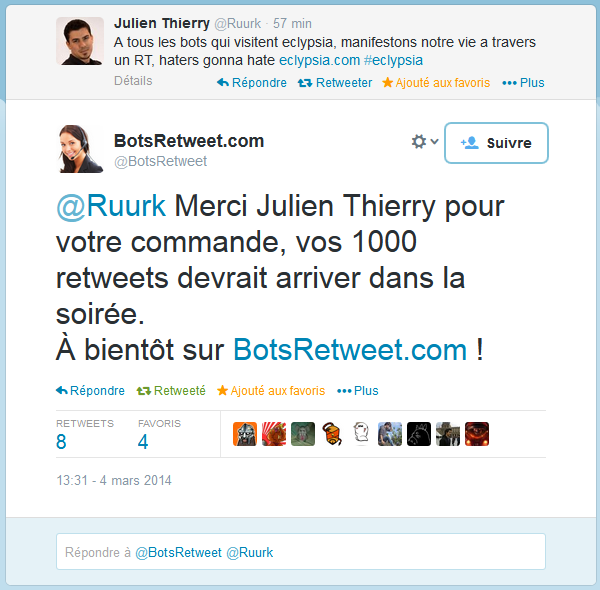 Julien Thierry @Ruurk · 57 min
A tous les bots qui visitent eclypsia, manifestons notre vie a travers
un RT, haters gonna hate eclypsia.com #eclypsia
Détails
Répondre Retweeter Ajouté aux favoris Plus
BotsRetweet.com
@BotsRetweet
Suivre
@Ruurk Merci Julien Thierry pour
votre commande, vos 1000
retweets devrait arriver dans la
soirée.
À bientôt sur BotsRetweet.com !
Répondre Retweeté Ajouté aux favoris Plus
RETWEETS FAVORIS
8 4
13:31 - 4 mars 2014
Répondre à @BotsRetweet @Ruurk